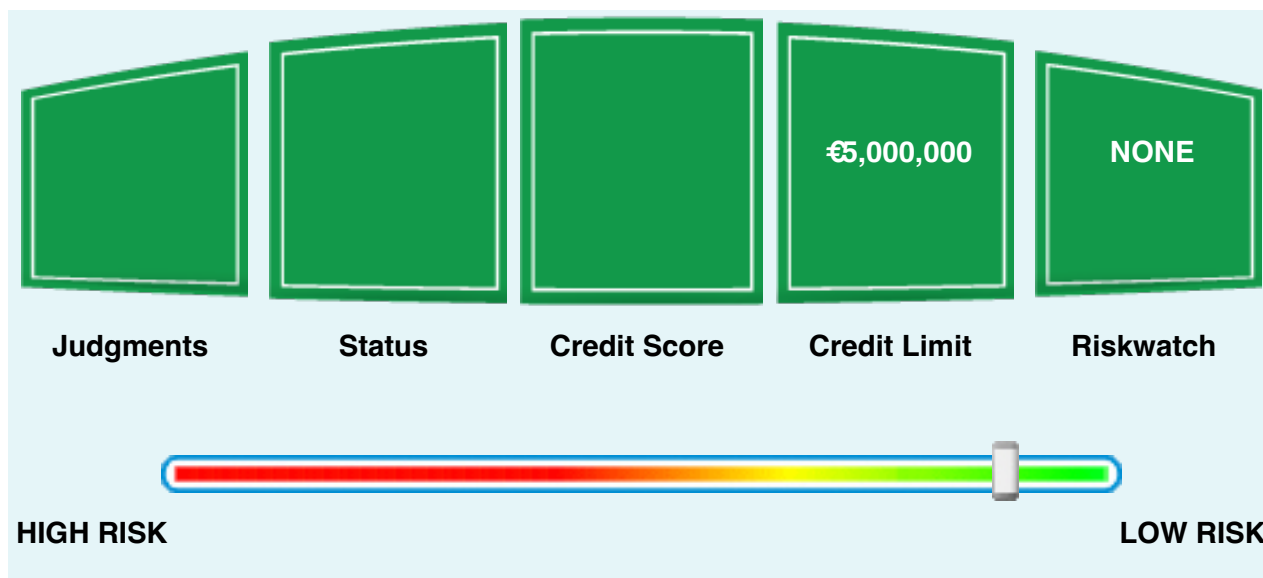 €5,000,000 NONE
Judgments Status Credit Score Credit Limit Riskwatch
HIGH RISK LOW RISK